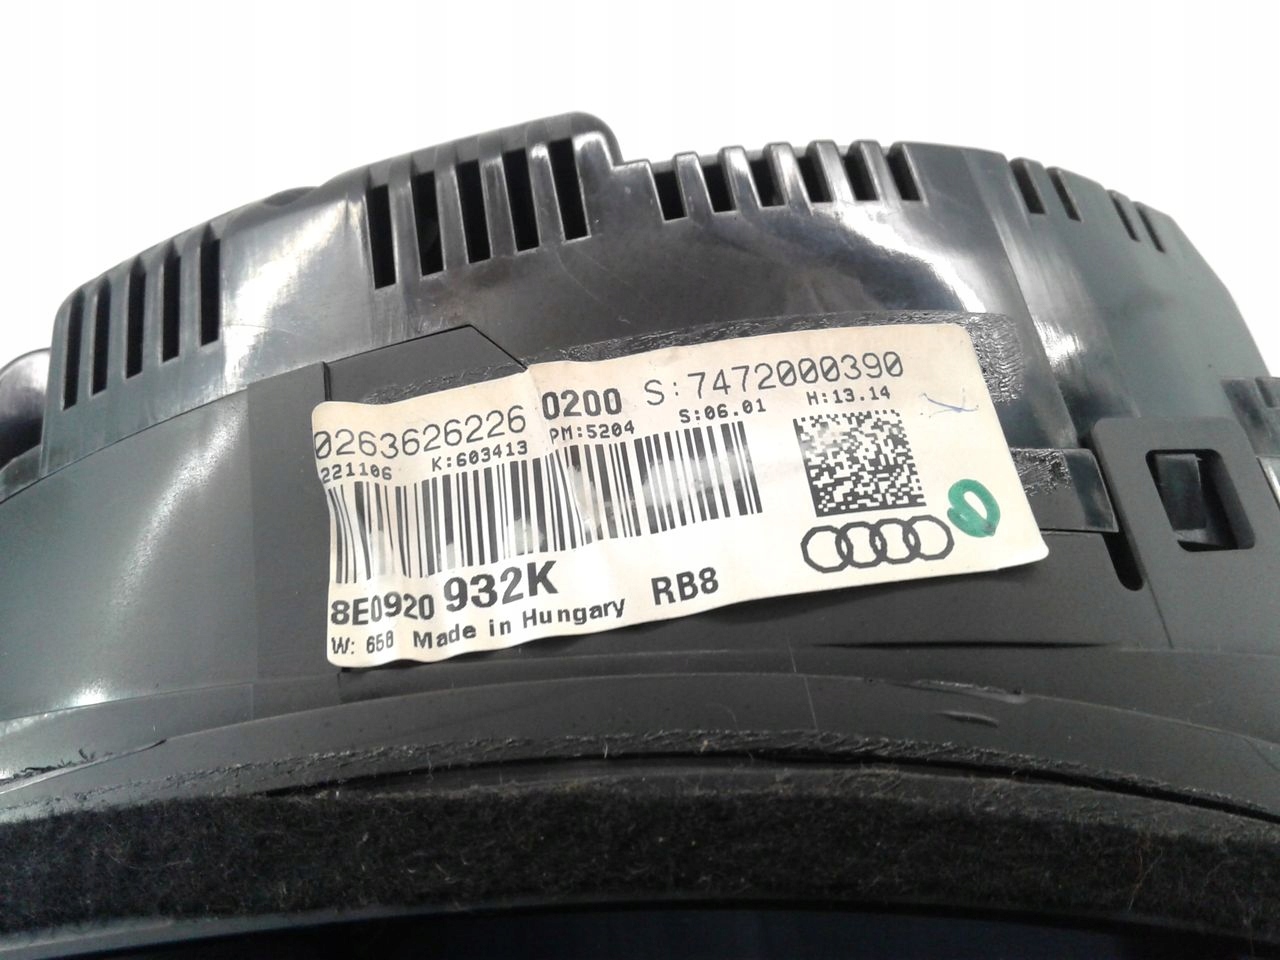 0263626226 0200 S:7472000390
221106 K:603413 PM:5204 S:06.01 H:13.14
8E0920 932K RB8
W: 658 Made in Hungary